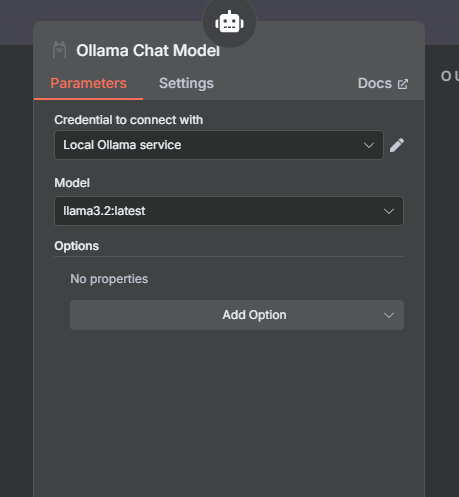 Ollama Chat Model
Parameters Settings Docs
Credential to connect with
Local Ollama service
Model
llama3.2:latest
Options
No properties
Add Option